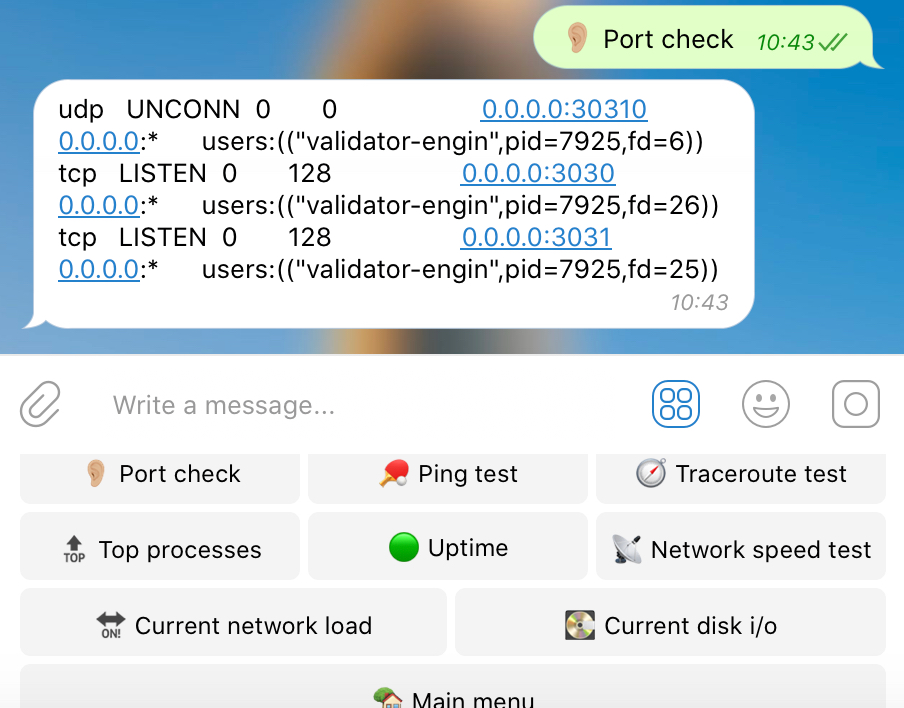 👂🏼 Port check 10:43
udp UNCONN 0 0 0.0.0.0:30310
0.0.0.0:* users:(("validator-engin",pid=7925,fd=6))
tcp LISTEN 0 128 0.0.0.0:3030
0.0.0.0:* users:(("validator-engin",pid=7925,fd=26))
tcp LISTEN 0 128 0.0.0.0:3031
0.0.0.0:* users:(("validator-engin",pid=7925,fd=25))
10:43
Write a message...
👂🏼 Port check 🏓 Ping test 🧭 Traceroute test
🔝 Top processes 🟢 Uptime 📡 Network speed test
🔛 Current network load 💽 Current disk i/o
🏡 Main menu